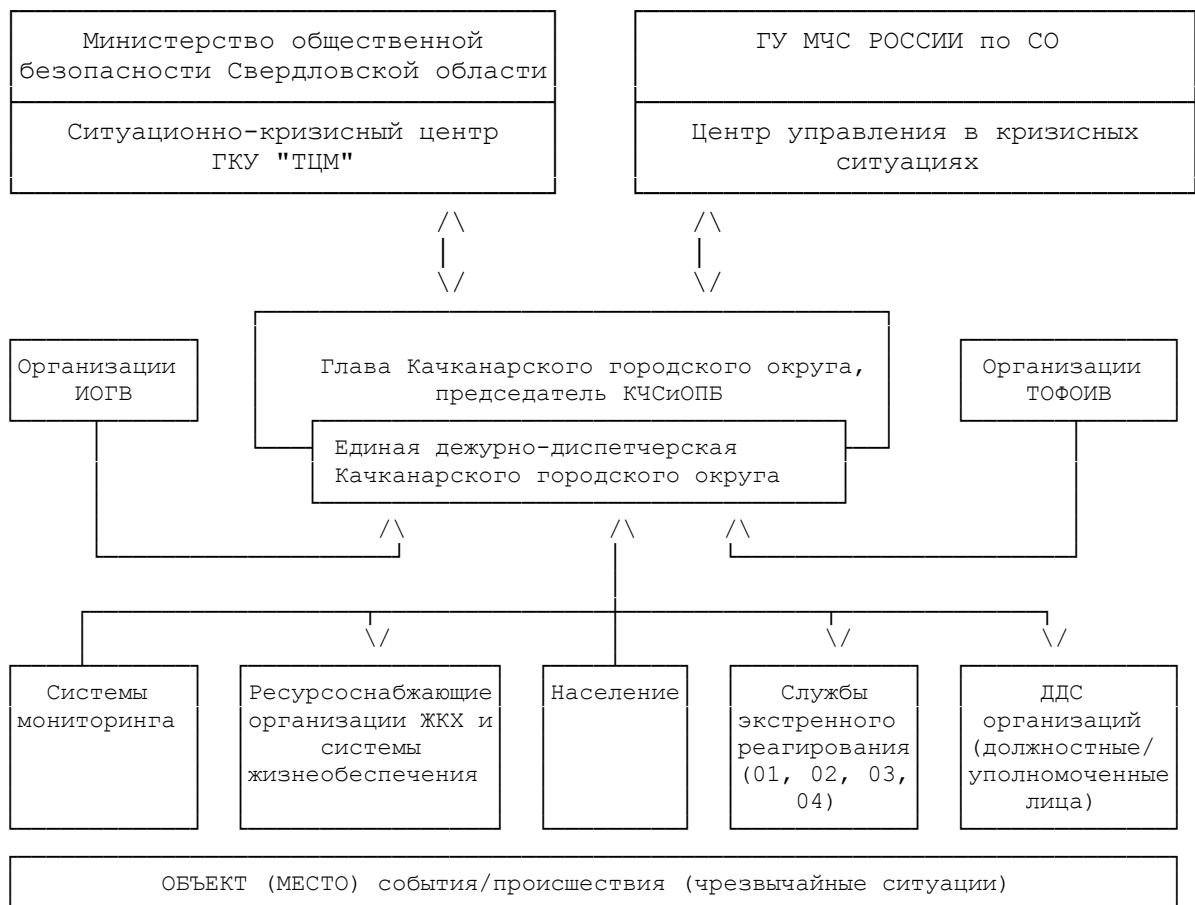 Министерство общественной
безопасности Свердловской области
ГУ МЧС РОССИИ по СО
Ситуационно-кризисный центр
ГКУ "ТЦМ"
Центр управления в кризисных
ситуациях
Организации
ИОГВ
Глава Качканарского городского округа,
председатель КЧСиОПБ
Организации
ТОФОИВ
Единая дежурно-диспетчерская
Качканарского городского округа
Системы
мониторинга
Ресурсоснабжающие
организации ЖКХ и
системы
жизнеобеспечения
Население
Службы
экстренного
реагирования
(01, 02, 03,
04)
ДДС
организаций
(должностные/
уполномоченные
лица)
ОБЪЕКТ (МЕСТО) события/происшествия (чрезвычайные ситуации)